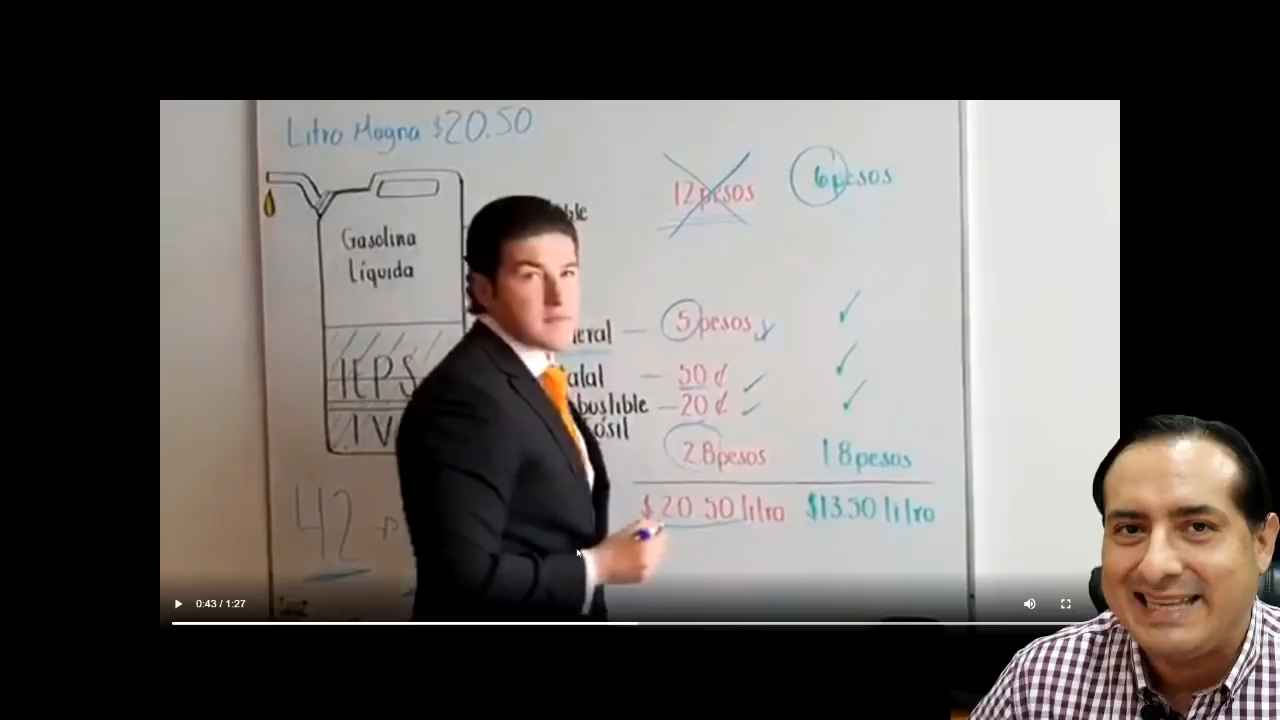 Litro Magna $20.50
12 pesos 6 pesos
Gasolina
Líquida
5 pesos
IEPS
50 ¢
20 ¢
2.8 pesos 1 8 pesos
$ 20 50 litro $13.50 litro
42
0:43 / 1:27